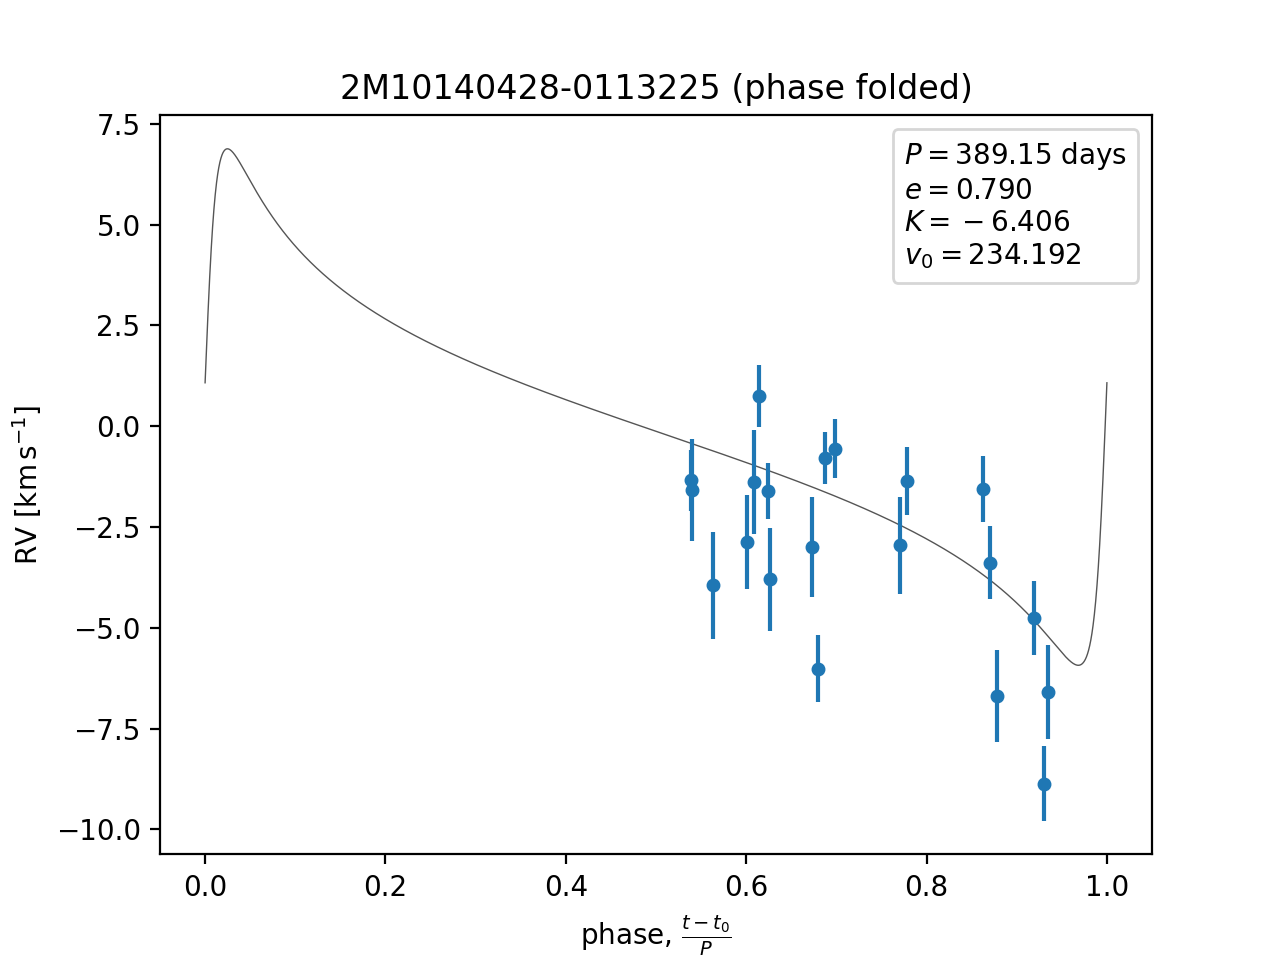 2M10140428-0113225 (phase folded)
P = 389.15 days
e = 0.790
K = −6.406
v₀ = 234.192
7.5
5.0
2.5
0.0
−2.5
−5.0
−7.5
−10.0
RV [km s⁻¹]
0.0 0.2 0.4 0.6 0.8 1.0
phase, (t − t₀)/P